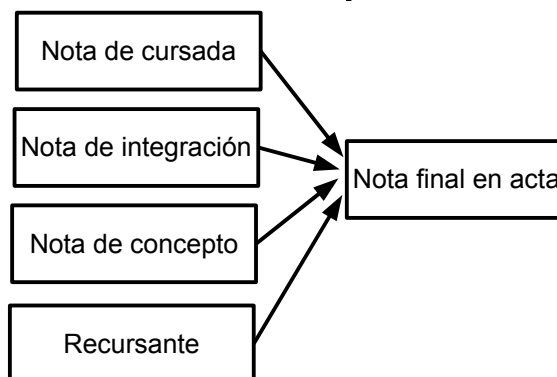 Nota de cursada
Nota de integración
Nota final en acta
Nota de concepto
Recursante